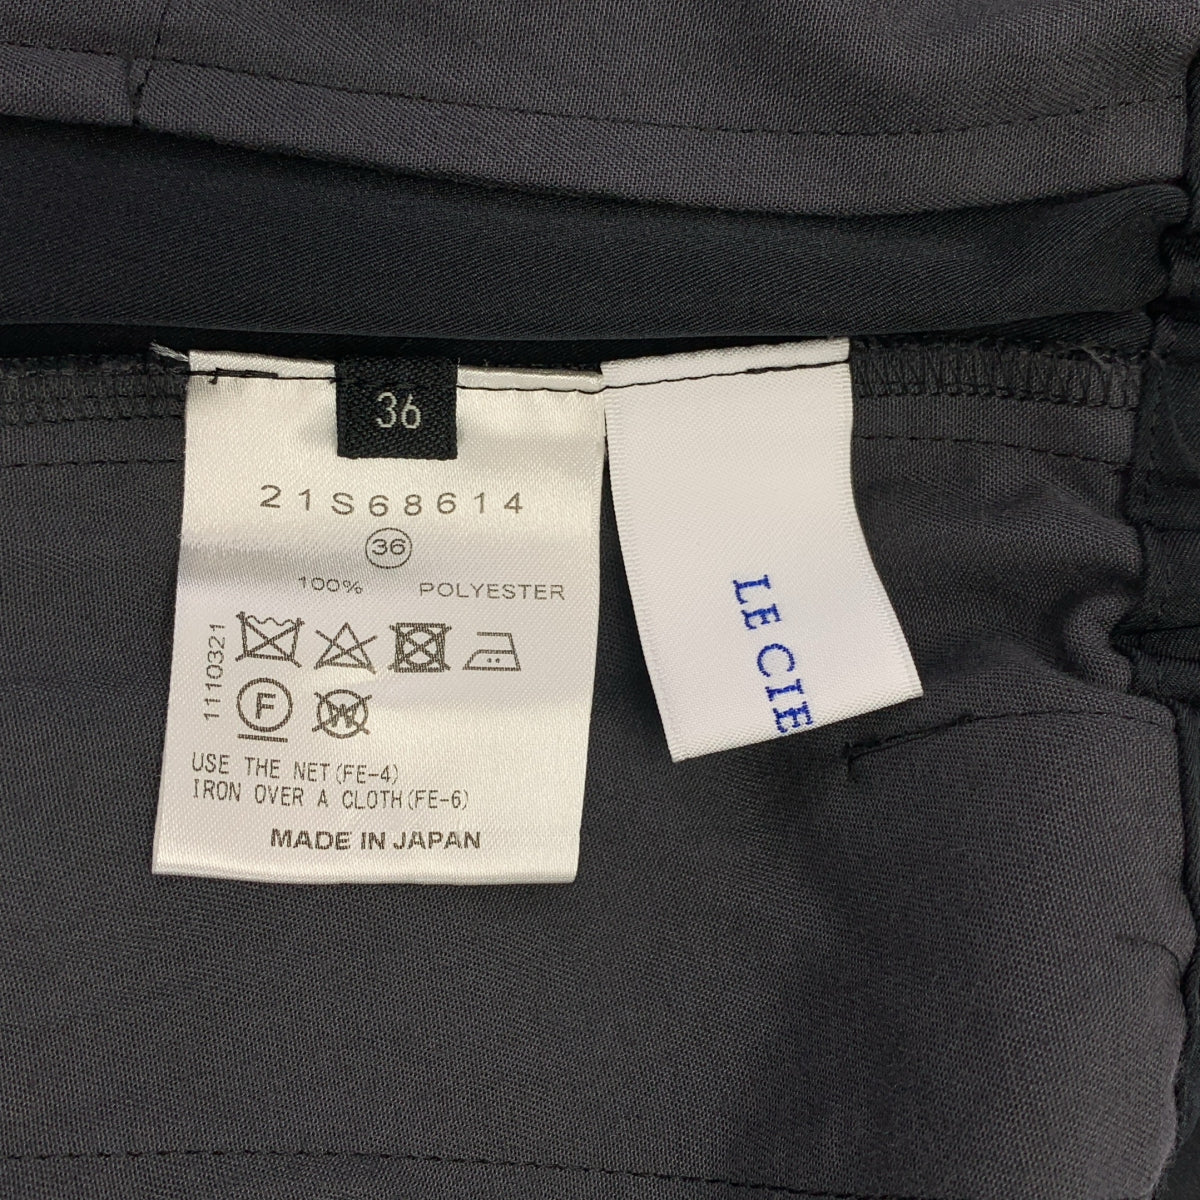 36
21S68614
36
100% POLYESTER
1110321
F
W
USE THE NET(FE-4)
IRON OVER A CLOTH(FE-6)
MADE IN JAPAN
LE CIE